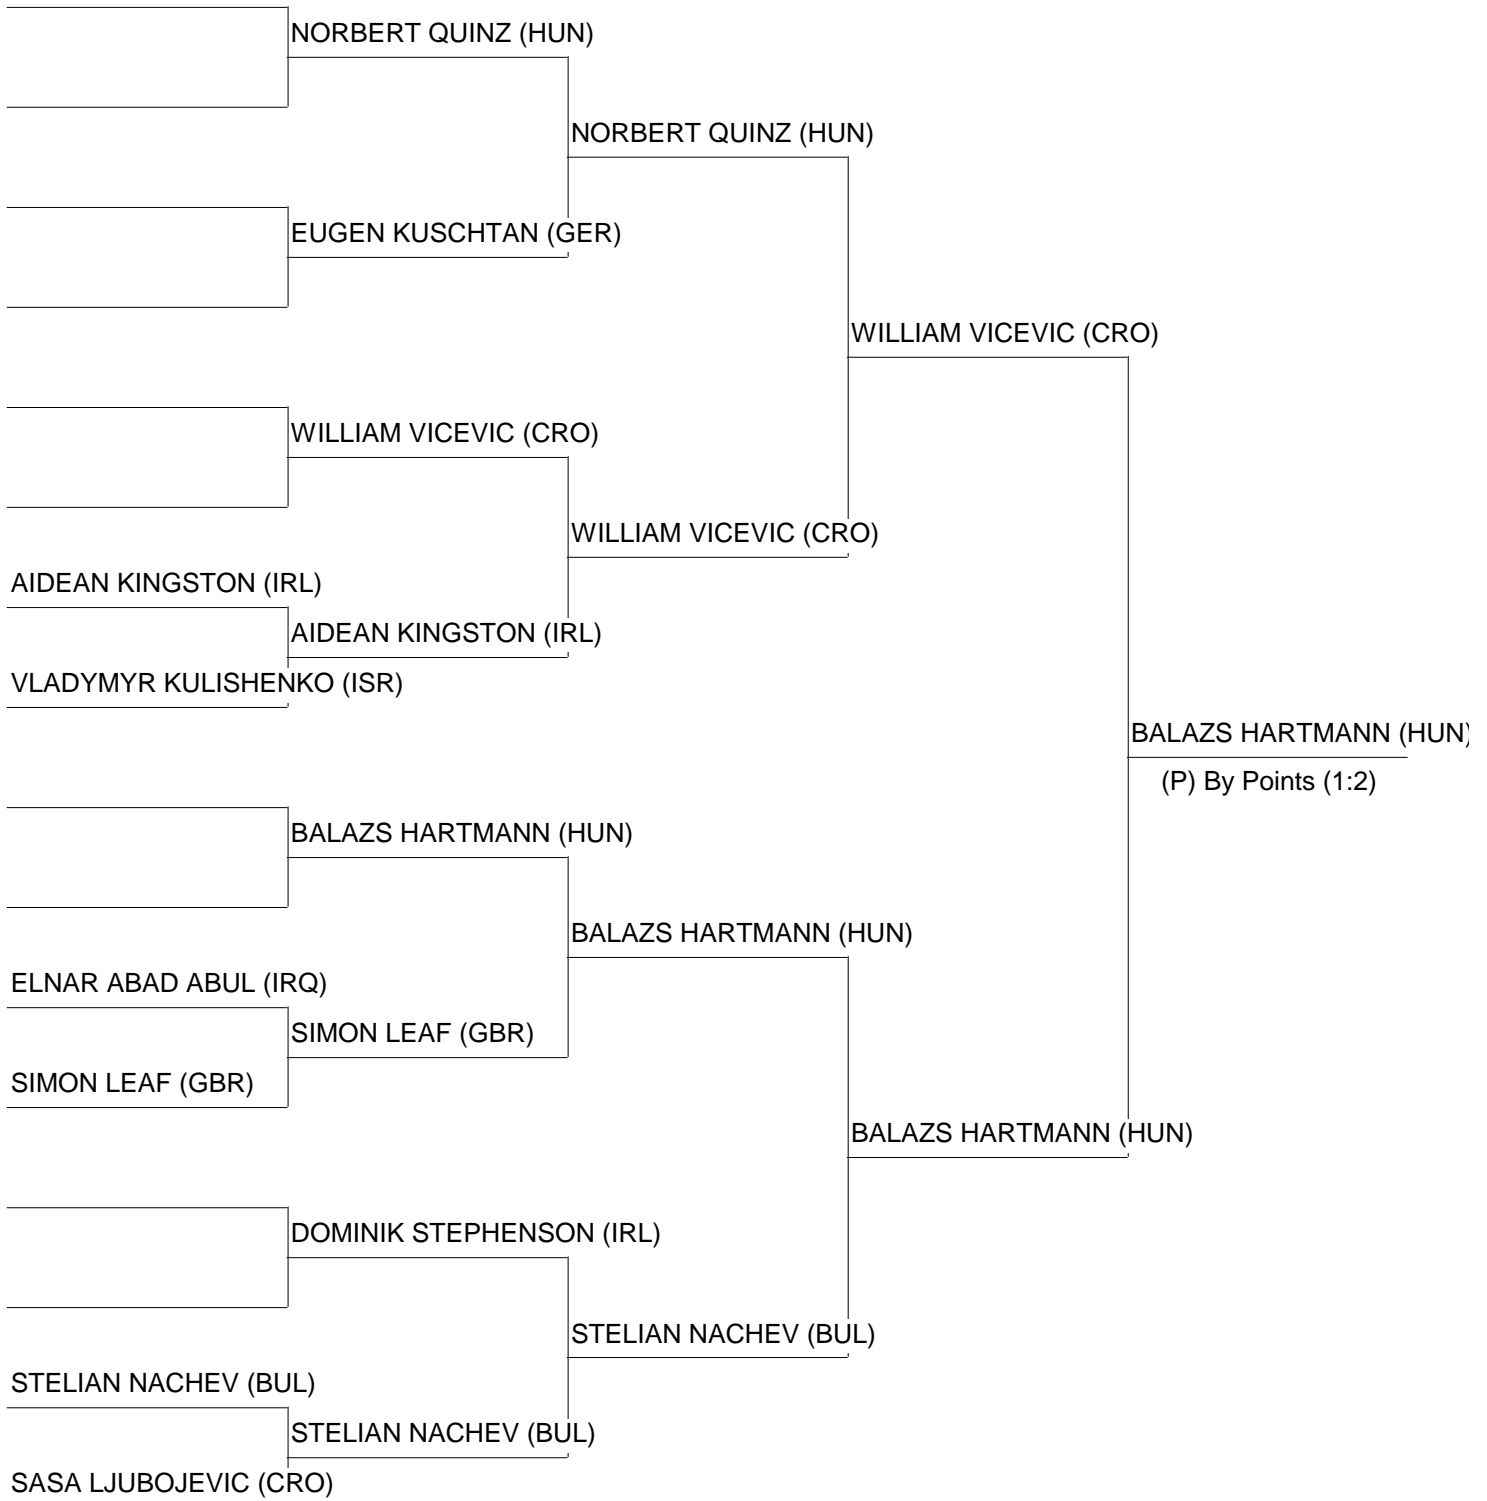 NORBERT QUINZ (HUN)
NORBERT QUINZ (HUN)
EUGEN KUSCHTAN (GER)
WILLIAM VICEVIC (CRO)
WILLIAM VICEVIC (CRO)
WILLIAM VICEVIC (CRO)
AIDEAN KINGSTON (IRL)
AIDEAN KINGSTON (IRL)
VLADYMYR KULISHENKO (ISR)
BALAZS HARTMANN (HUN)
(P) By Points (1:2)
BALAZS HARTMANN (HUN)
BALAZS HARTMANN (HUN)
ELNAR ABAD ABUL (IRQ)
SIMON LEAF (GBR)
SIMON LEAF (GBR)
BALAZS HARTMANN (HUN)
DOMINIK STEPHENSON (IRL)
STELIAN NACHEV (BUL)
STELIAN NACHEV (BUL)
STELIAN NACHEV (BUL)
SASA LJUBOJEVIC (CRO)